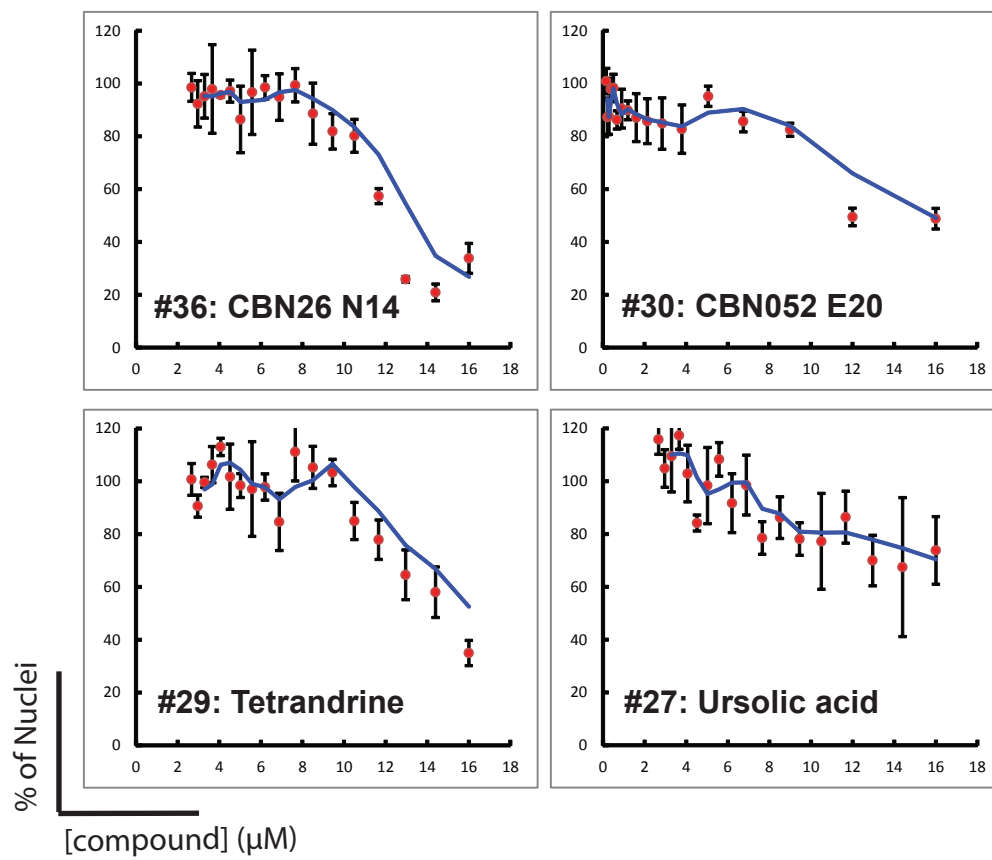 120
100
80
60
40
20
0
0 2 4 6 8 10 12 14 16 18
#36: CBN26 N14
120
100
80
60
40
20
0
0 2 4 6 8 10 12 14 16 18
#30: CBN052 E20
120
100
80
60
40
20
0
0 2 4 6 8 10 12 14 16 18
#29: Tetrandrine
120
100
80
60
40
20
0
0 2 4 6 8 10 12 14 16 18
#27: Ursolic acid
% of Nuclei
[compound] (µM)